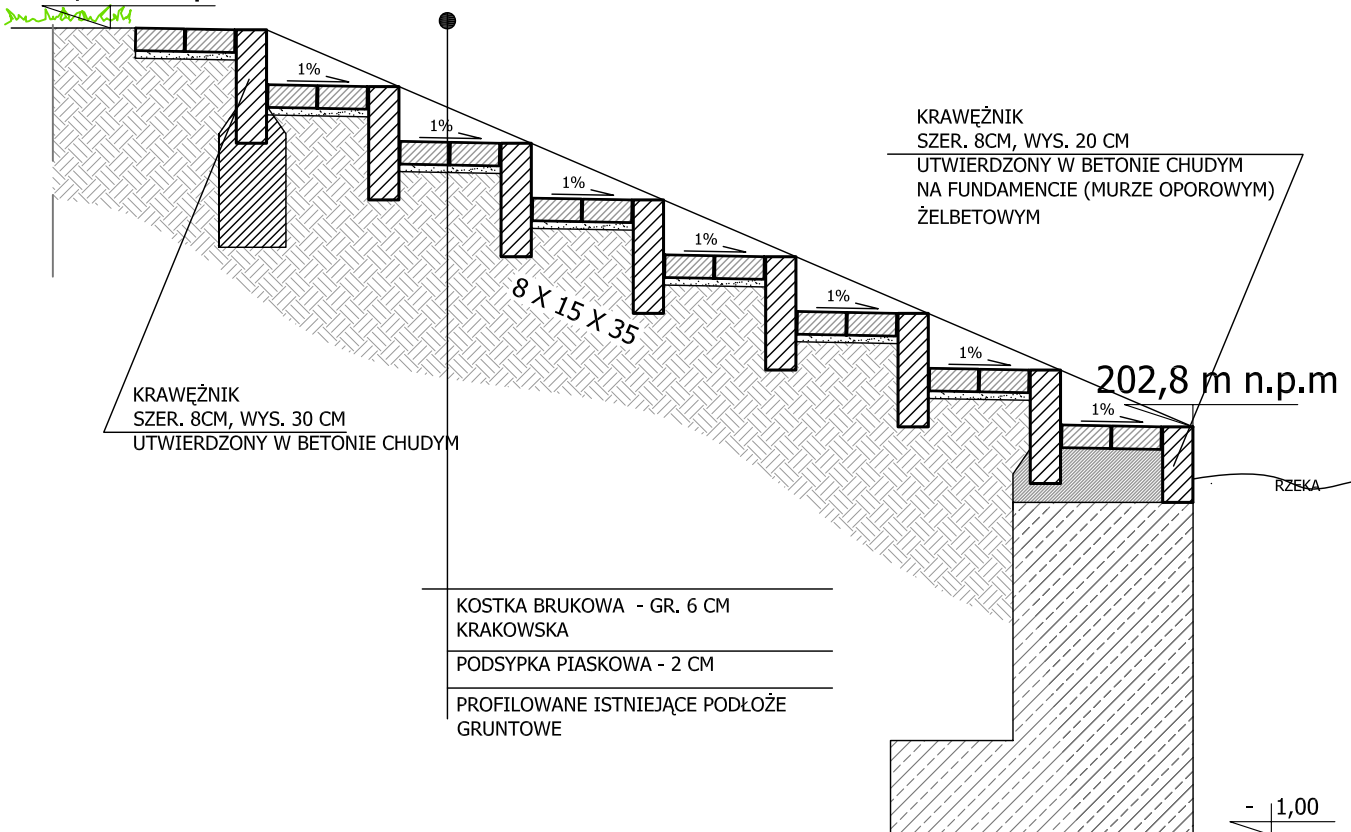 1%
1%
1%
1%
1%
1%
1%
8 X 15 X 35
KRAWĘŻNIK
SZER. 8CM, WYS. 20 CM
UTWIERDZONY W BETONIE CHUDYM
NA FUNDAMENCIE (MURZE OPOROWYM)
ŻELBETOWYM
202,8 m n.p.m
RZEKA
KRAWĘŻNIK
SZER. 8CM, WYS. 30 CM
UTWIERDZONY W BETONIE CHUDYM
KOSTKA BRUKOWA - GR. 6 CM
KRAKOWSKA
PODSYPKA PIASKOWA - 2 CM
PROFILOWANE ISTNIEJĄCE PODŁOŻE
GRUNTOWE
- 1,00